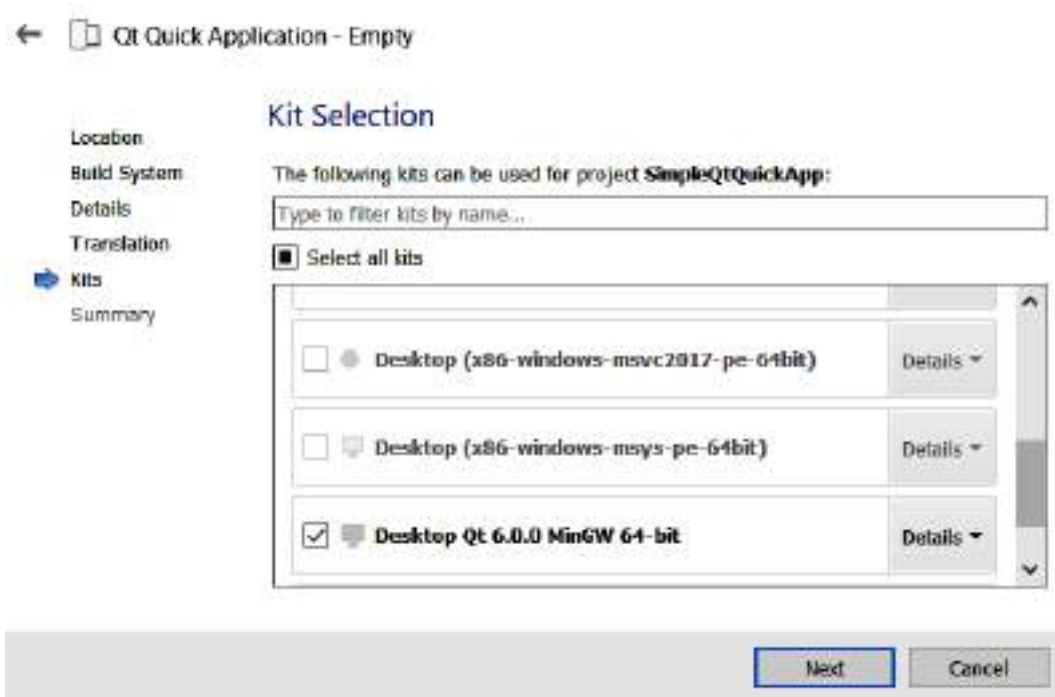 Qt Quick Application - Empty
Kit Selection
Location
Build System
Details
Translation
Kits
Summary
The following kits can be used for project SimpleQtQuickApp:
Type to filter kits by name...
Select all kits
Desktop (x86-windows-msvc2017-pe-64bit) Details
Desktop (x86-windows-msys-pe-64bit) Details
Desktop Qt 6.0.0 MinGW 64-bit Details
Next Cancel